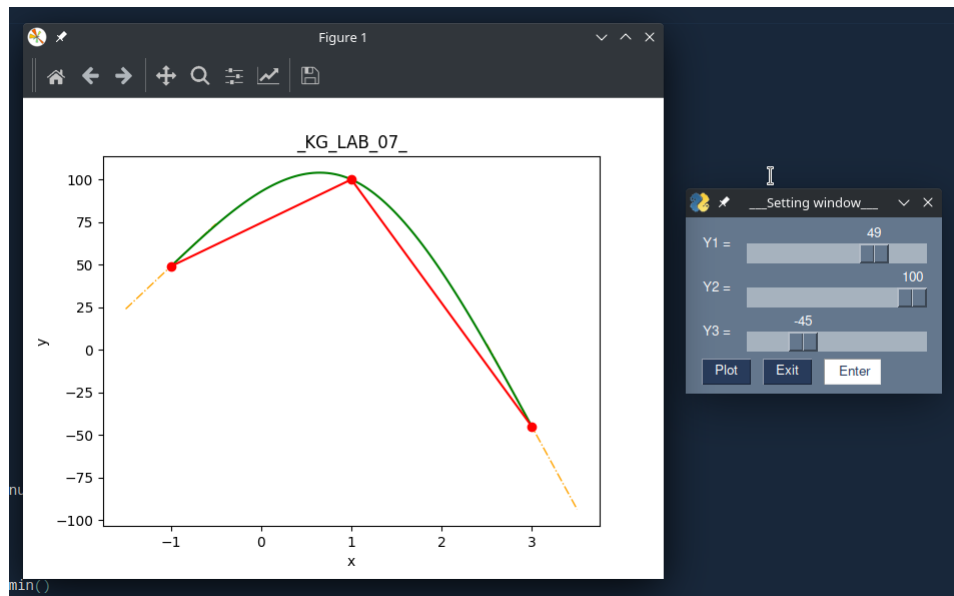 Figure 1
_KG_LAB_07_
100
75
50
25
0
−25
−50
−75
−100
y
−1
0
1
2
3
x
___Setting window___
Y1 =
49
Y2 =
100
Y3 =
-45
Plot
Exit
Enter
nu
min()